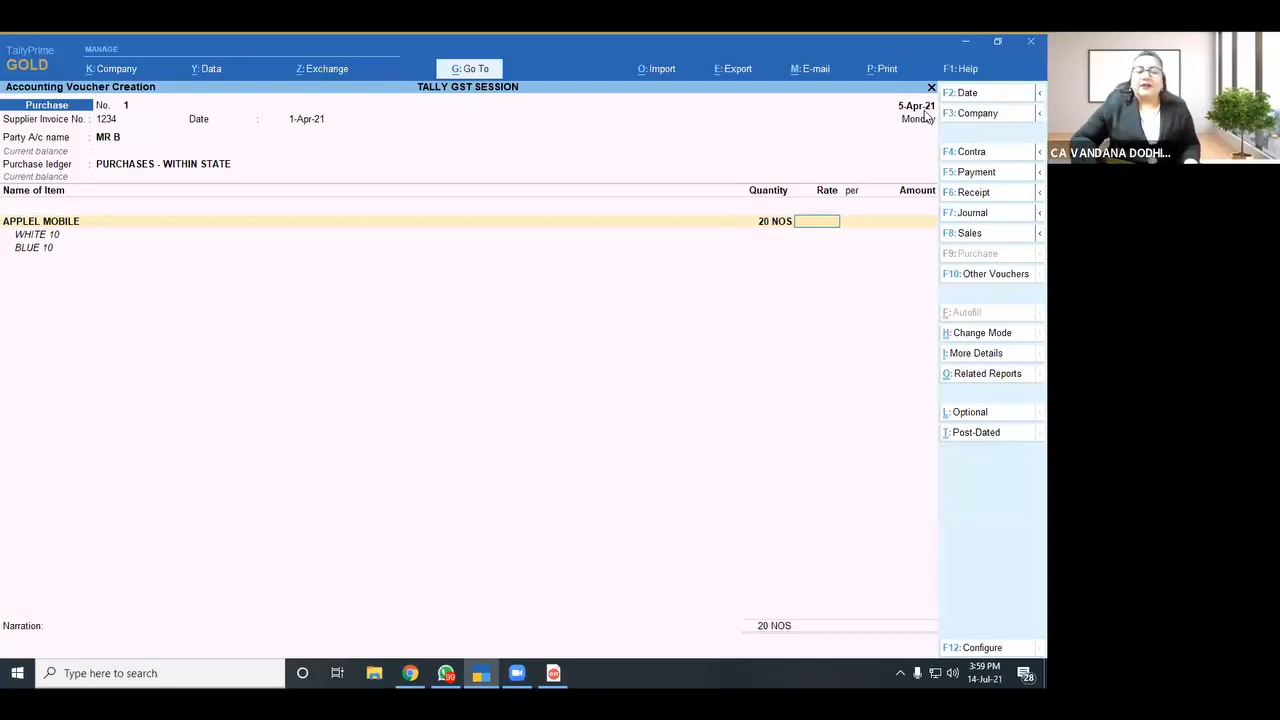 TallyPrime
GOLD
MANAGE
K: Company
Y: Data
Z: Exchange
G: Go To
O: Import
E: Export
M: E-mail
P: Print
F1: Help
Accounting Voucher Creation
TALLY GST SESSION
Purchase No. 1
5-Apr-21
Supplier Invoice No. : 1234 Date : 1-Apr-21
Monday
Party A/c name : MR B
Current balance :
Purchase ledger : PURCHASES - WITHIN STATE
Current balance :
Name of Item Quantity Rate per Amount
APPLEL MOBILE 20 NOS
WHITE 10
BLUE 10
Narration:
20 NOS
F2: Date
F3: Company
F4: Contra
F5: Payment
F6: Receipt
F7: Journal
F8: Sales
F9: Purchase
F10: Other Vouchers
F: Autofill
H: Change Mode
I: More Details
O: Related Reports
L: Optional
T: Post-Dated
F12: Configure
CA VANDANA DODHI...
Type here to search
99
3:59 PM
14-Jul-21
28